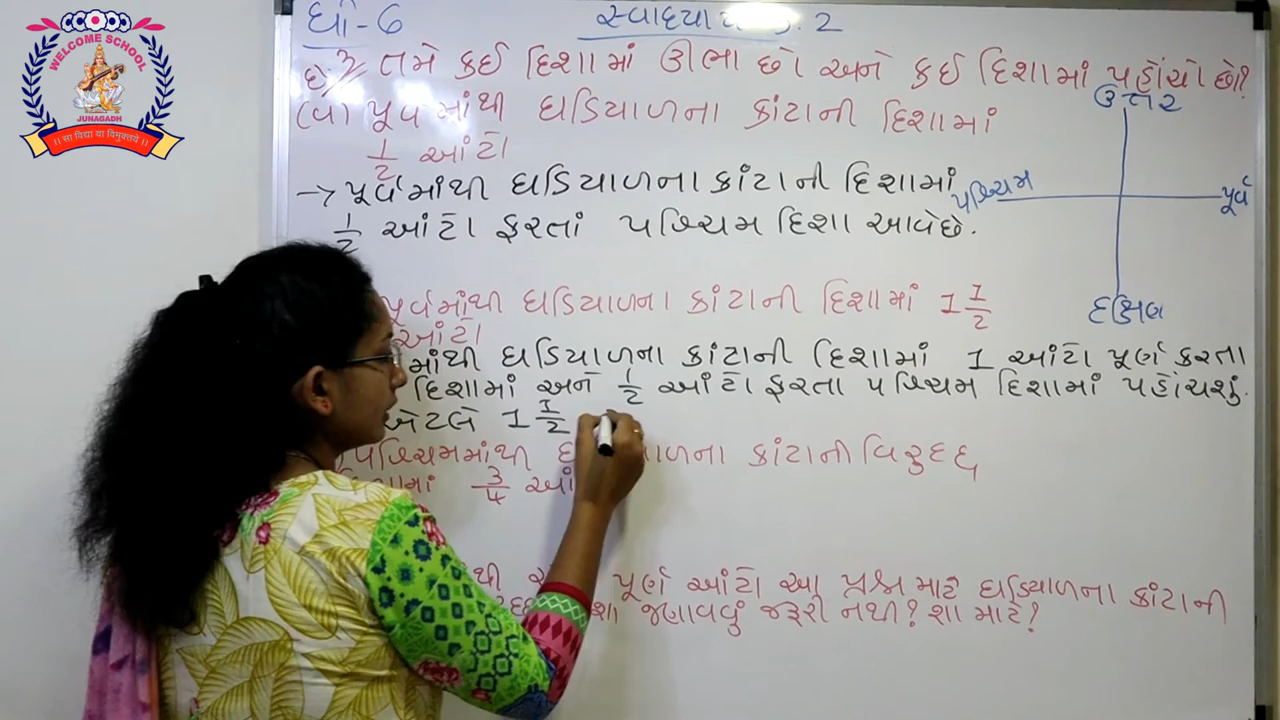 WELCOME SCHOOL
JUNAGADH
।। सा विद्या या विमुक्तये ।।
ધો-6
સ્વાધ્યાય 5.2
3 તમે કઈ દિશામાં ઊભા છો અને કઈ દિશામાં પહોંચો છો?
પૂર્વમાંથી ઘડિયાળના કાંટાની દિશામાં
1/2 આંટો
→ પૂર્વમાંથી ઘડિયાળના કાંટાની દિશામાં
1/2 આંટો ફરતાં પશ્ચિમ દિશા આવેછે.
ઉત્તર
પશ્ચિમ
પૂર્વ
દક્ષિણ
પૂર્વમાંથી ઘડિયાળના કાંટાની દિશામાં 1 1/2
આંટો
માંથી ઘડિયાળના કાંટાની દિશામાં 1 આંટો પૂર્ણ કરતા
દિશામાં અને 1/2 આંટો ફરતા પશ્ચિમ દિશામાં પહોંચશું.
એટલે 1 1/2
પશ્ચિમમાંથી કાંટાની વિરુદ્ધ
3/4
પૂર્ણ આંટો આ પ્રશ્ન માટે ઘડિયાળના કાંટાની
જણાવવું જરૂરી નથી? શા માટે?